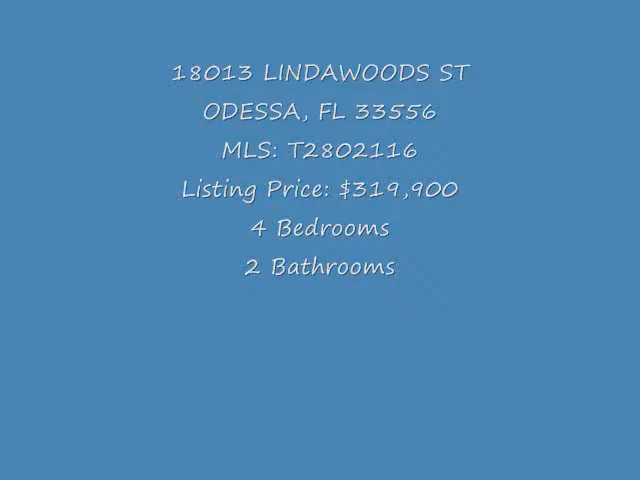 18013 LINDAWOODS ST
ODESSA, FL 33556
MLS: T2802116
Listing Price: $319,900
4 Bedrooms
2 Bathrooms